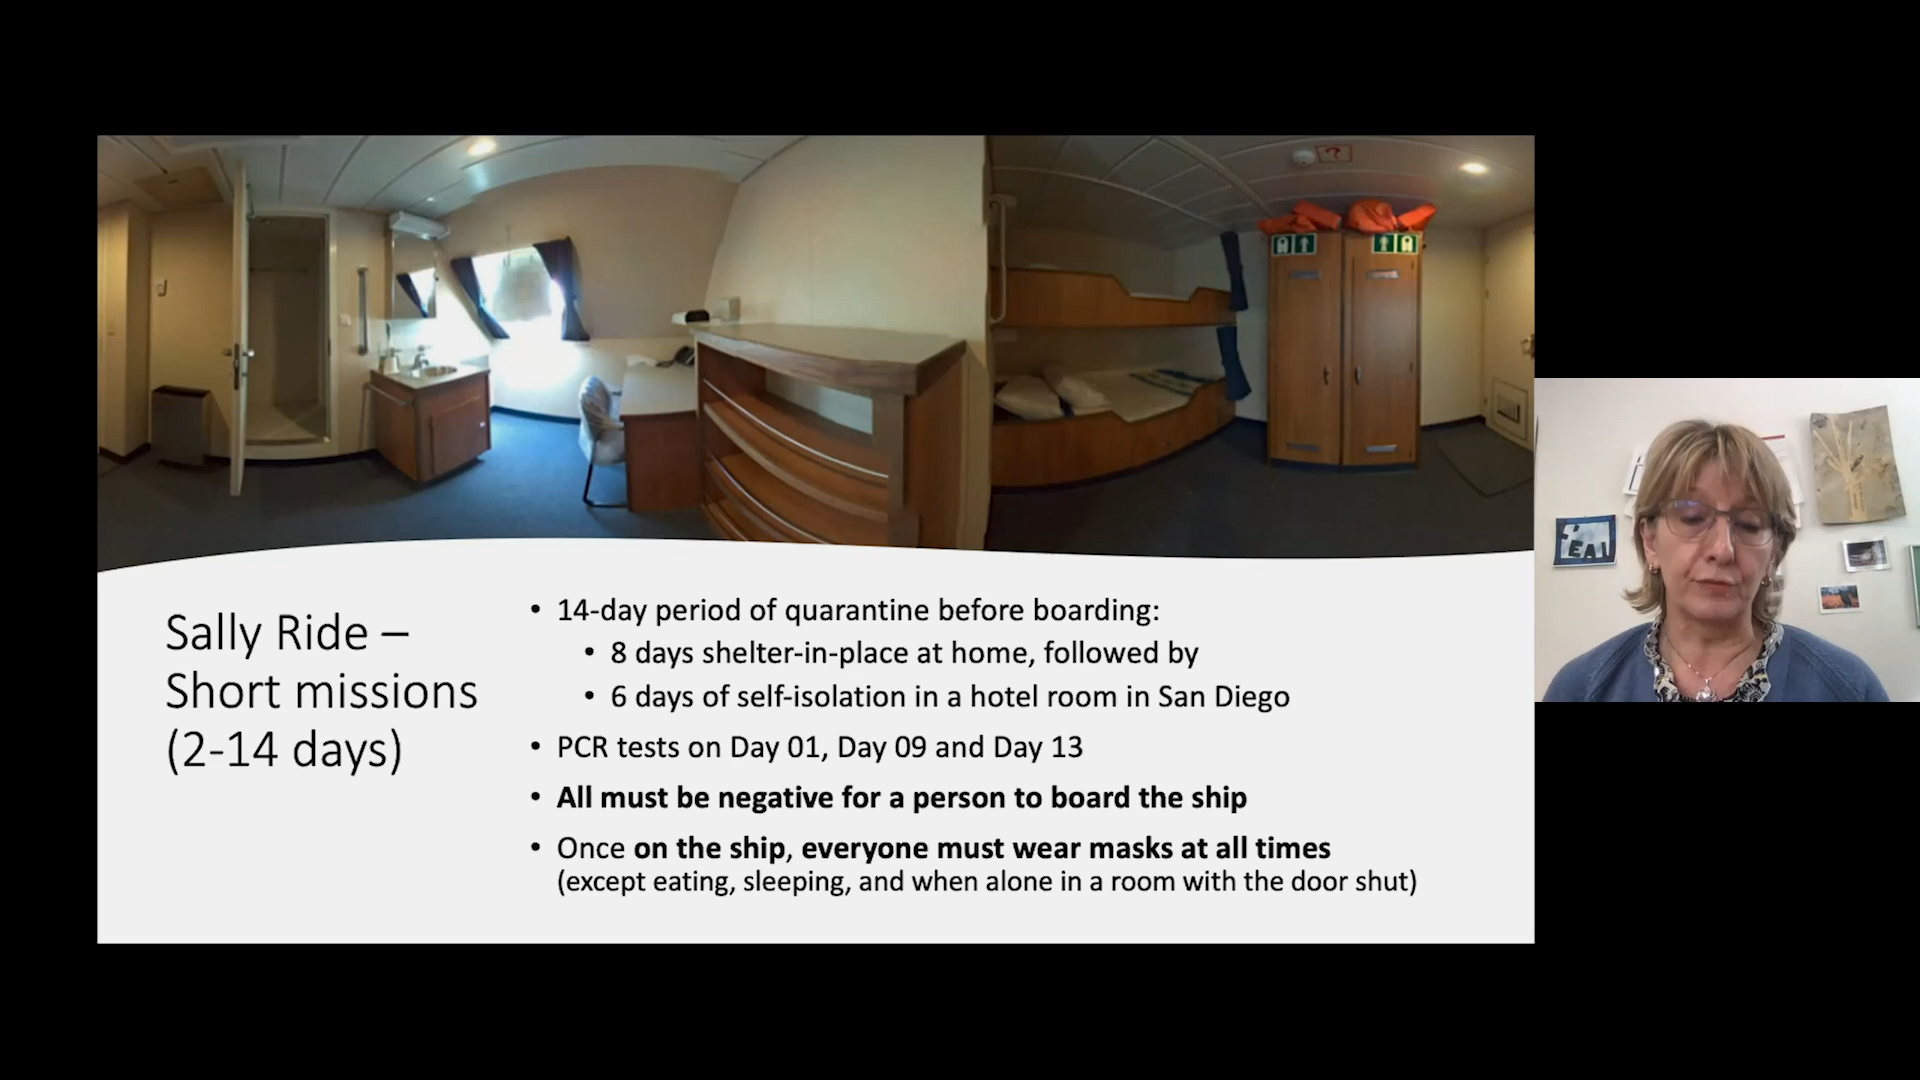 Sally Ride –
Short missions
(2-14 days)
• 14-day period of quarantine before boarding:
• 8 days shelter-in-place at home, followed by
• 6 days of self-isolation in a hotel room in San Diego
• PCR tests on Day 01, Day 09 and Day 13
• All must be negative for a person to board the ship
• Once on the ship, everyone must wear masks at all times
(except eating, sleeping, and when alone in a room with the door shut)